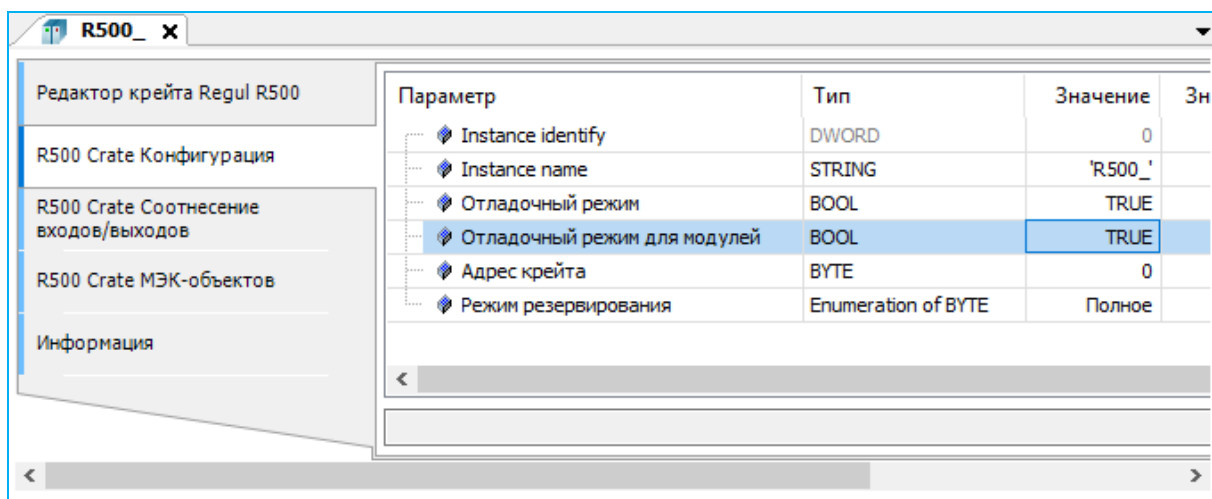 R500_
Редактор крейта Regul R500
R500 Crate Конфигурация
R500 Crate Соотнесение
входов/выходов
R500 Crate МЭК-объектов
Информация
Параметр Тип Значение Зн
Instance identify DWORD 0
Instance name STRING 'R500_'
Отладочный режим BOOL TRUE
Отладочный режим для модулей BOOL TRUE
Адрес крейта BYTE 0
Режим резервирования Enumeration of BYTE Полное